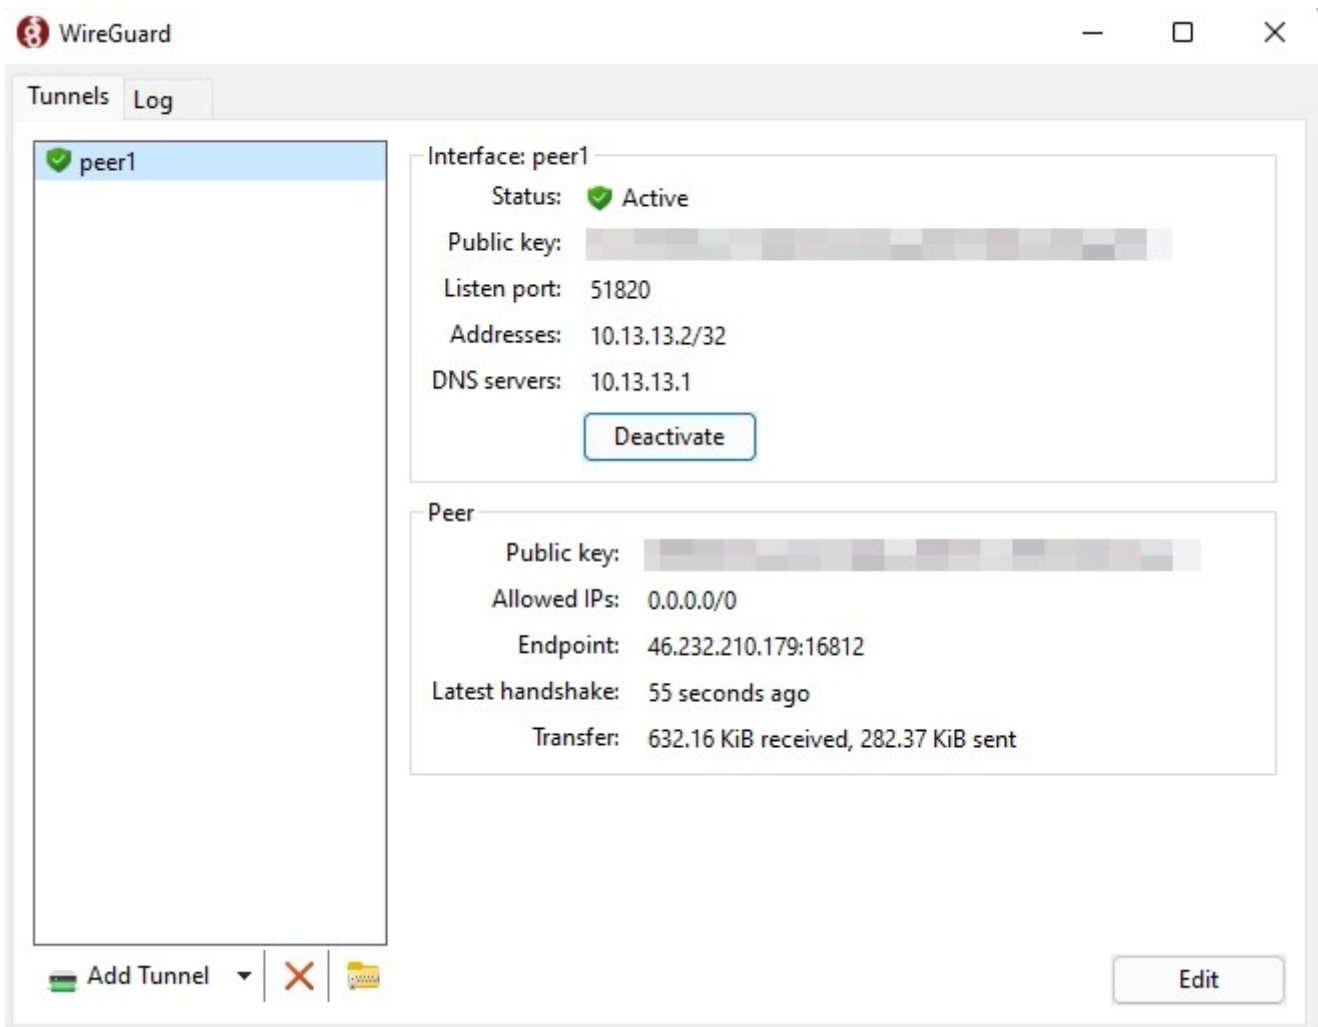 WireGuard
Tunnels
Log
peer1
Interface: peer1
Status: Active
Public key:
Listen port: 51820
Addresses: 10.13.13.2/32
DNS servers: 10.13.13.1
Deactivate
Peer
Public key:
Allowed IPs: 0.0.0.0/0
Endpoint: 46.232.210.179:16812
Latest handshake: 55 seconds ago
Transfer: 632.16 KiB received, 282.37 KiB sent
Add Tunnel
Edit